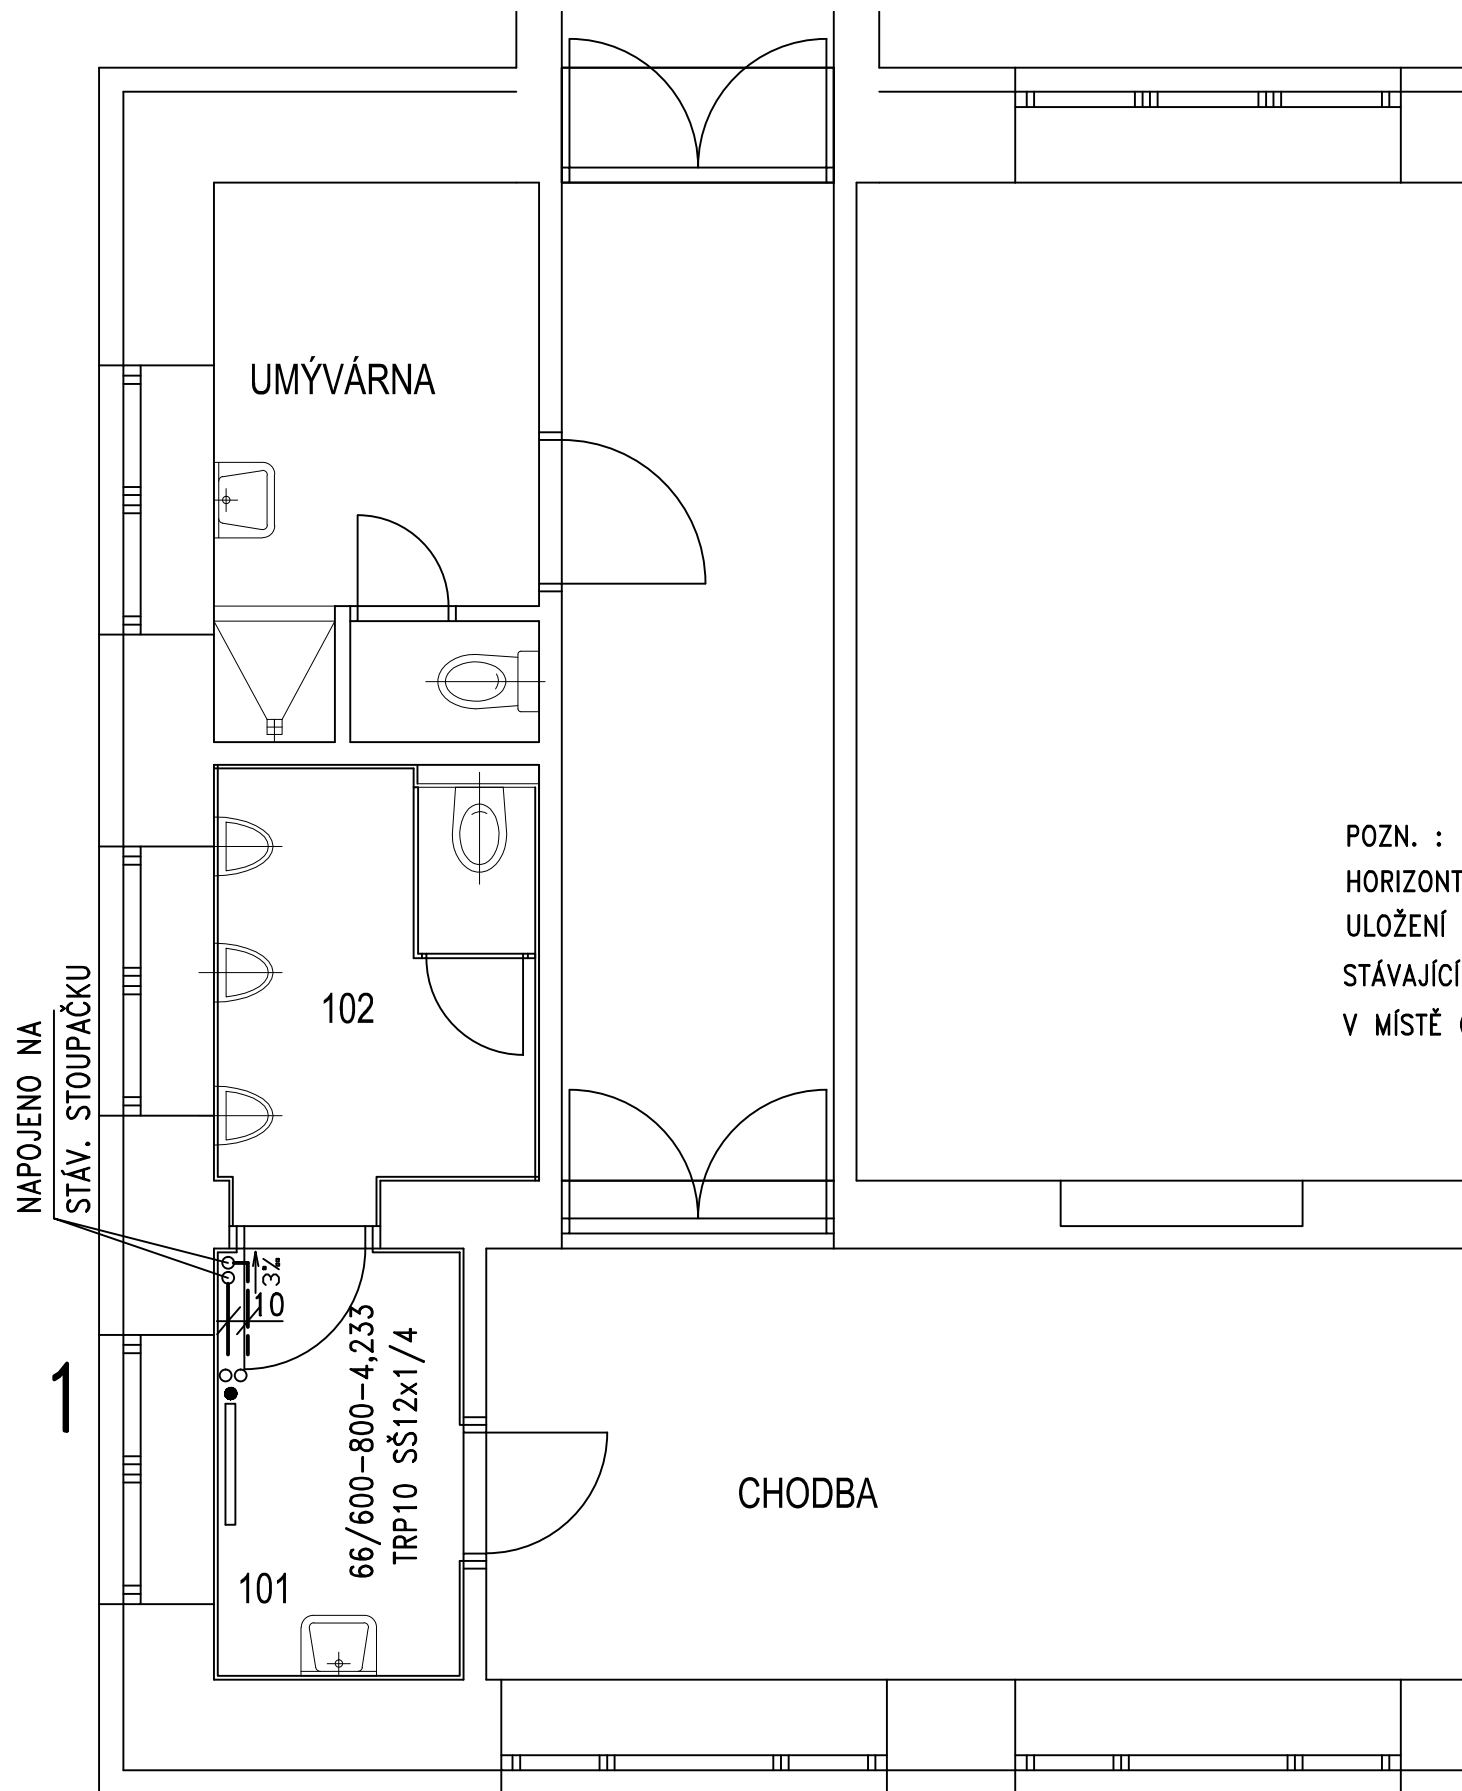 UMÝVÁRNA
POZN. :
HORIZONT
ULOŽENÍ
STÁVAJÍCÍ
V MÍSTĚ
NAPOJENO NA
STÁV. STOUPAČKU
102
3‰
10
66/600-800-4,233
TRP10 SŠ12x1/4
1
CHODBA
101